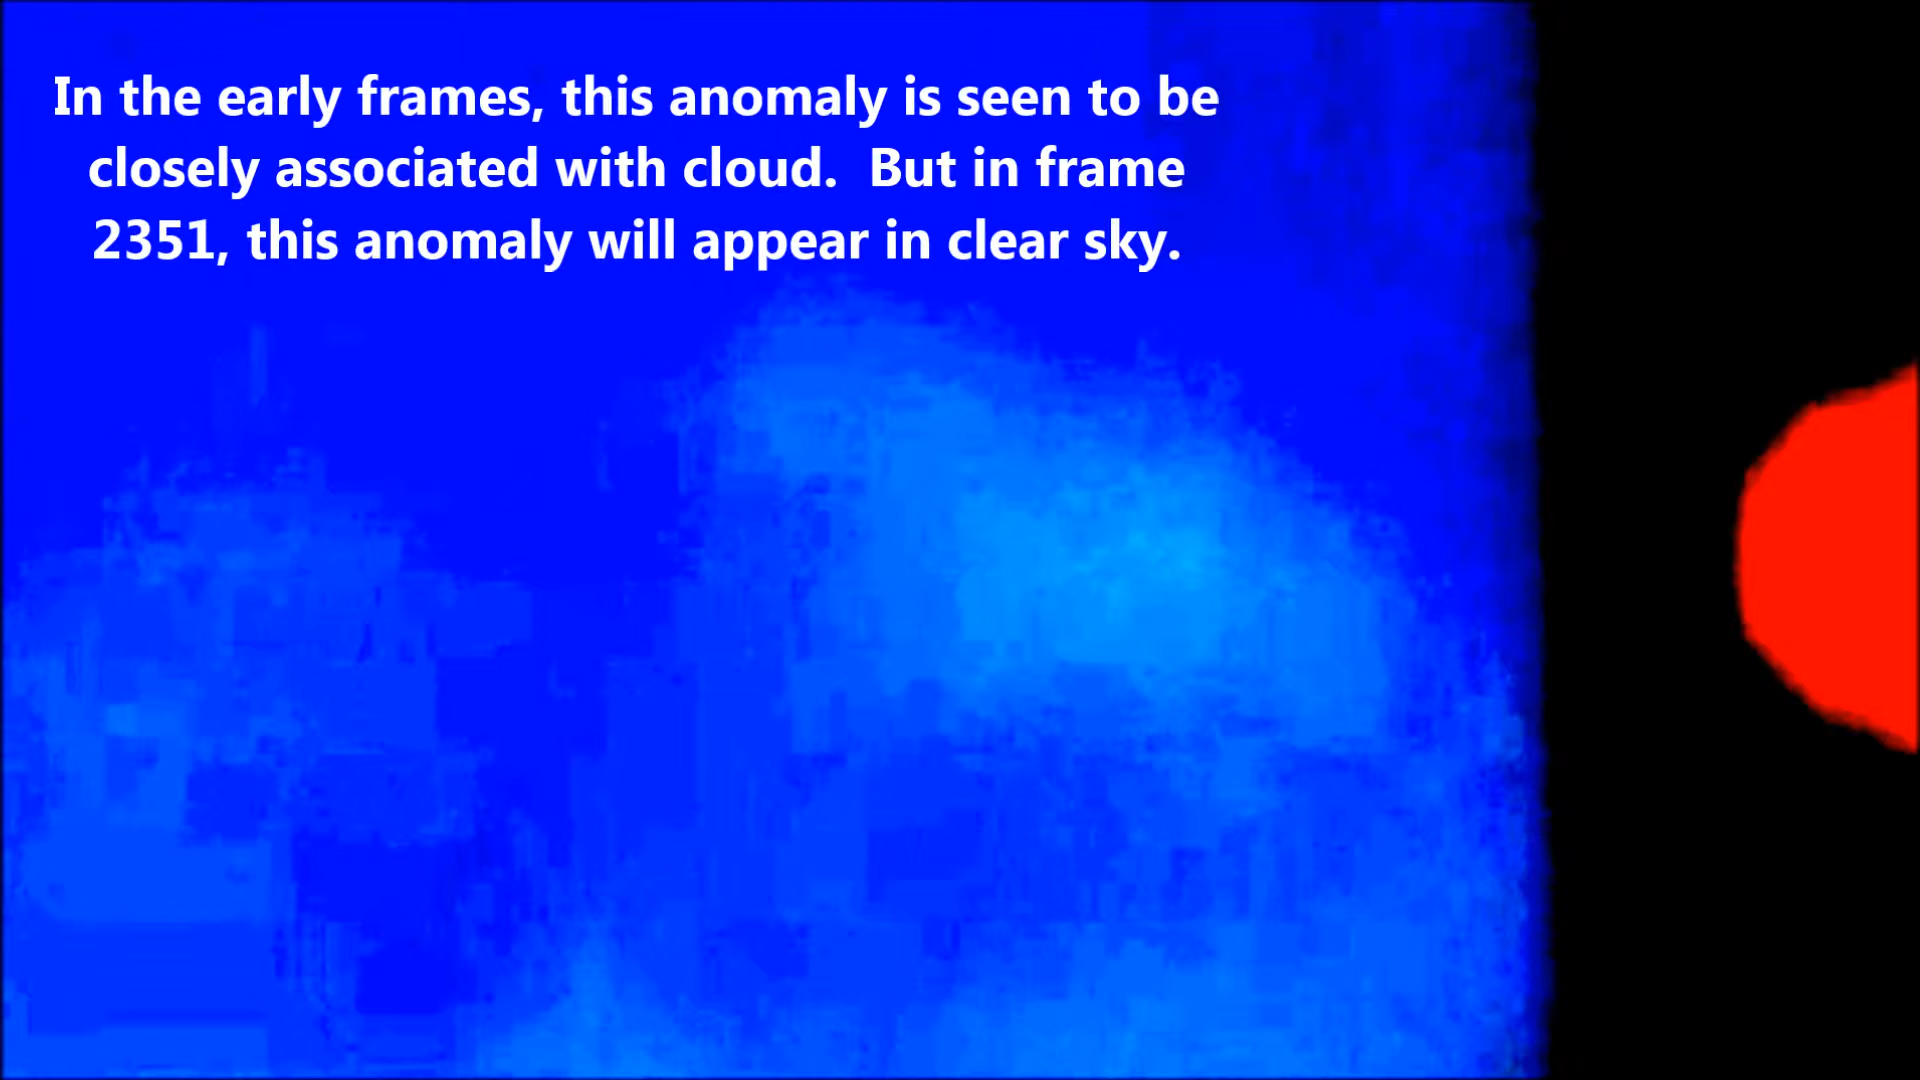 In the early frames, this anomaly is seen to be
closely associated with cloud.  But in frame
2351, this anomaly will appear in clear sky.